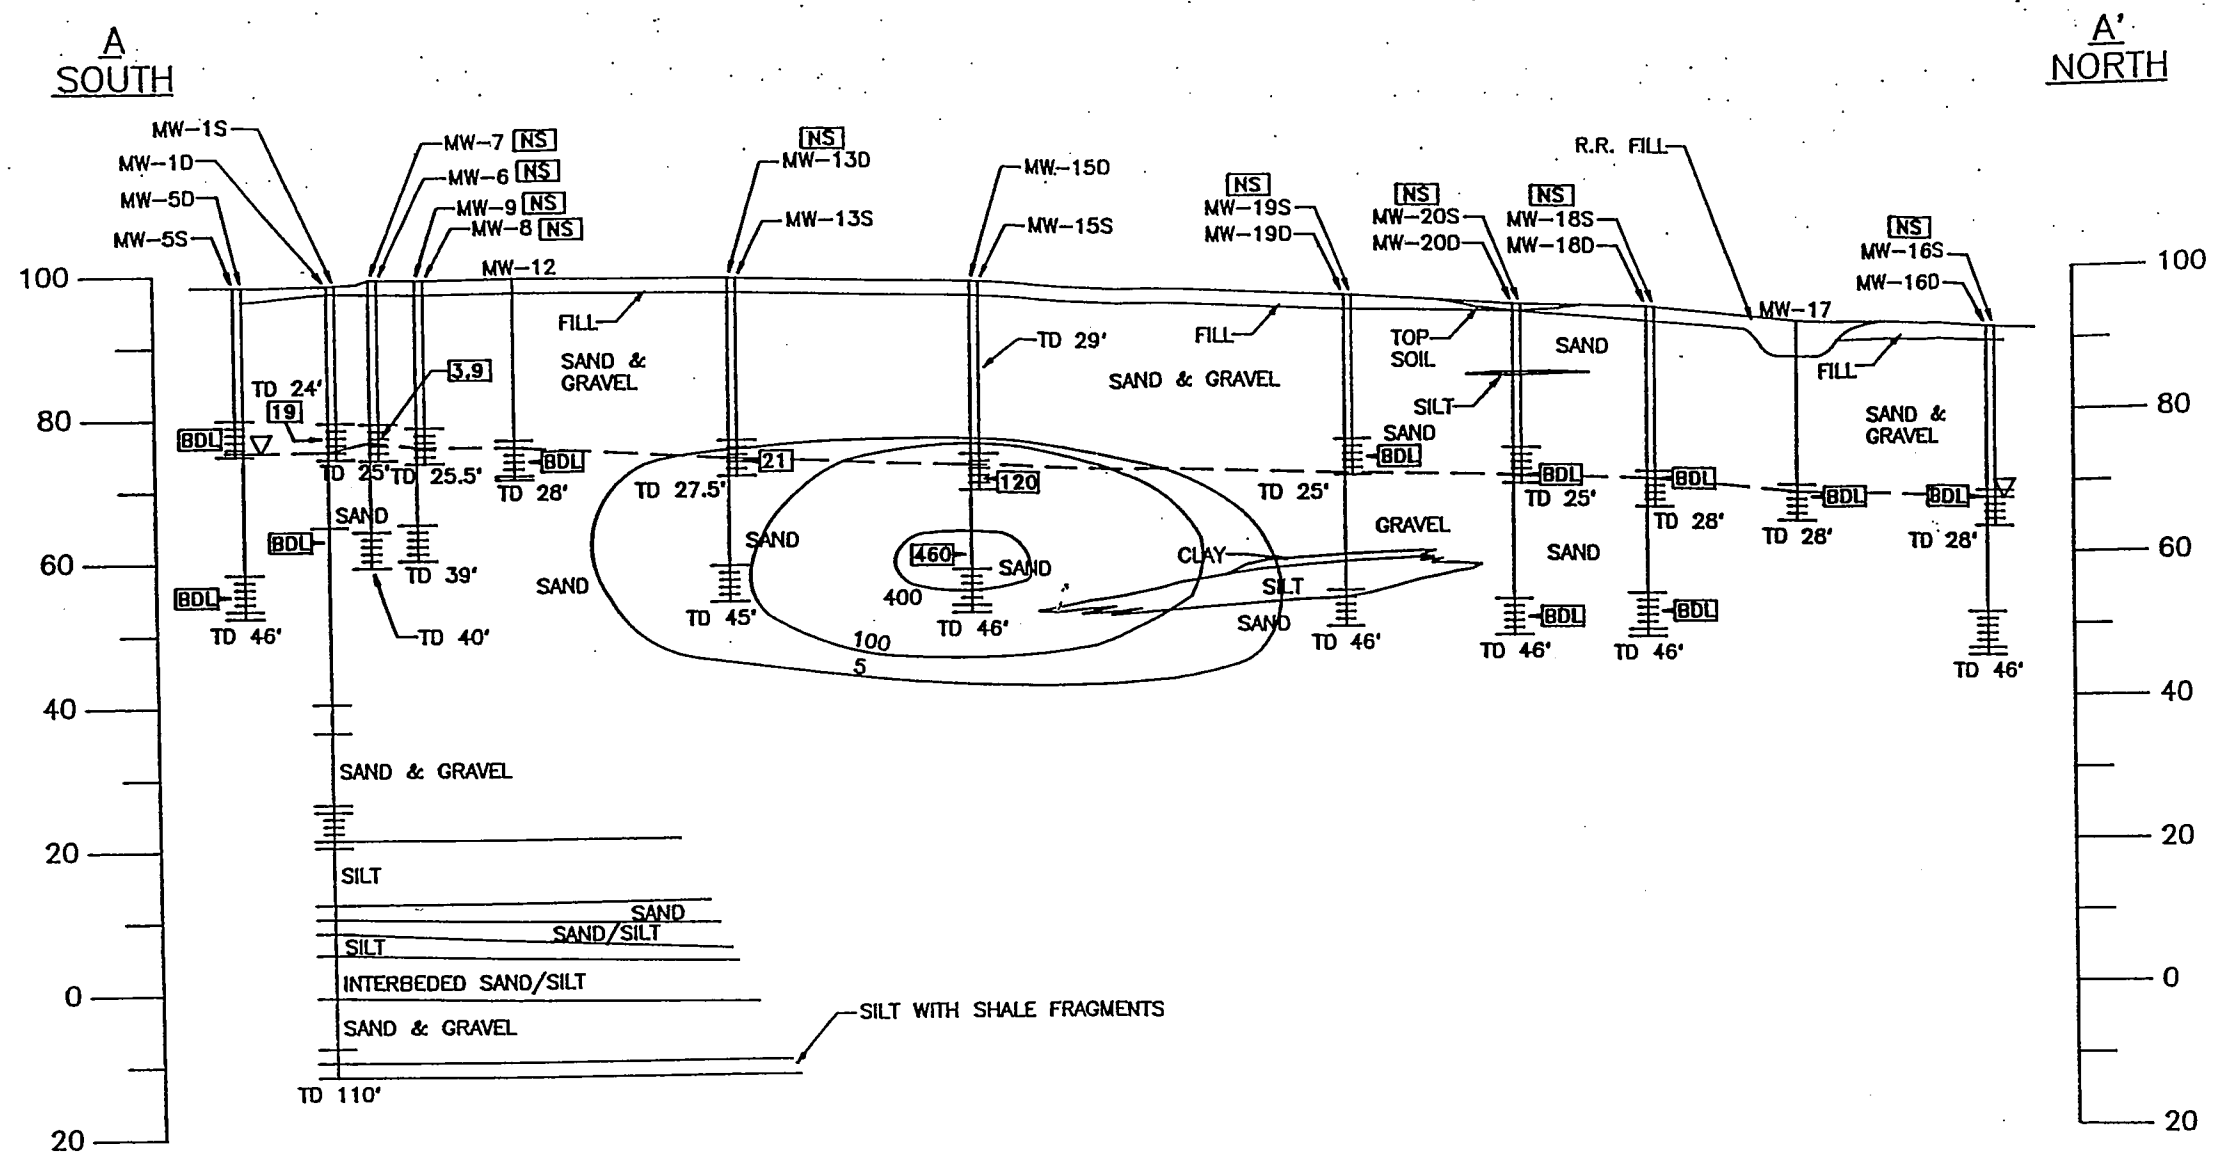 A
SOUTH
A'
NORTH
MW-1S
MW-1D
MW-5D
MW-5S
MW-7 NS
MW-6 NS
MW-9 NS
MW-8 NS
MW-12
NS
MW-13D
MW-13S
MW-15D
MW-15S
NS
MW-19S
MW-19D
NS
MW-20S
MW-20D
NS
MW-18S
MW-18D
R.R. FILL
MW-17
NS
MW-16S
MW-16D
100
80
60
40
20
0
20
100
80
60
40
20
0
20
FILL
SAND &
GRAVEL
TD 29'
FILL
SAND & GRAVEL
TOP
SOIL
SAND
SILT
SAND
FILL
SAND &
GRAVEL
3.9
TD 24'
19
BDL
TD 25'
TD 25.5'
BDL
TD 28'
21
TD 27.5'
120
BDL
TD 25'
BDL
TD 25'
BDL
TD 28'
BDL
TD 28'
BDL
TD 28'
SAND
BDL
BDL
TD 46'
TD 39'
TD 40'
SAND
SAND
TD 45'
460
SAND
400
TD 46'
100
5
GRAVEL
CLAY
SILT
SAND
TD 46'
SAND
BDL
TD 46'
BDL
TD 46'
TD 46'
SAND & GRAVEL
SILT
SAND
SAND/SILT
SILT
INTERBEDED SAND/SILT
SAND & GRAVEL
SILT WITH SHALE FRAGMENTS
TD 110'